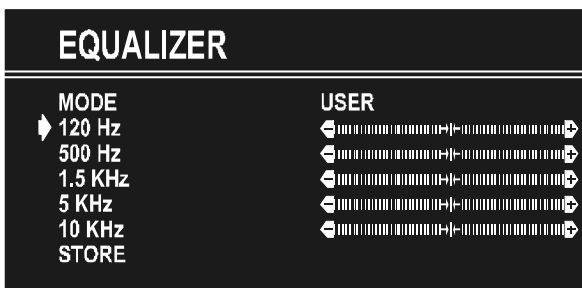 EQUALIZER
MODE USER
120 Hz
500 Hz
1.5 KHz
5 KHz
10 KHz
STORE